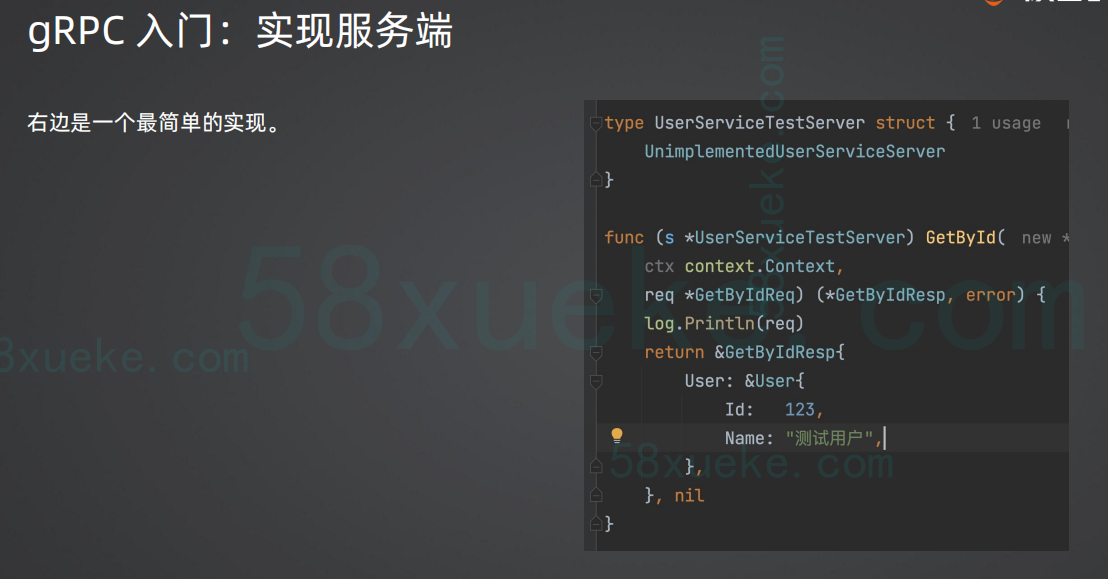 gRPC 入门：实现服务端
右边是一个最简单的实现。
type UserServiceTestServer struct { 1 usage
UnimplementedUserServiceServer
}
func (s *UserServiceTestServer) GetById( new *
ctx context.Context,
req *GetByIdReq) (*GetByIdResp, error) {
log.Println(req)
return &GetByIdResp{
User: &User{
Id: 123,
Name: "测试用户",
},
}, nil
}
58xueke.com
58xueke.com
8xueke.com
58xueke.com